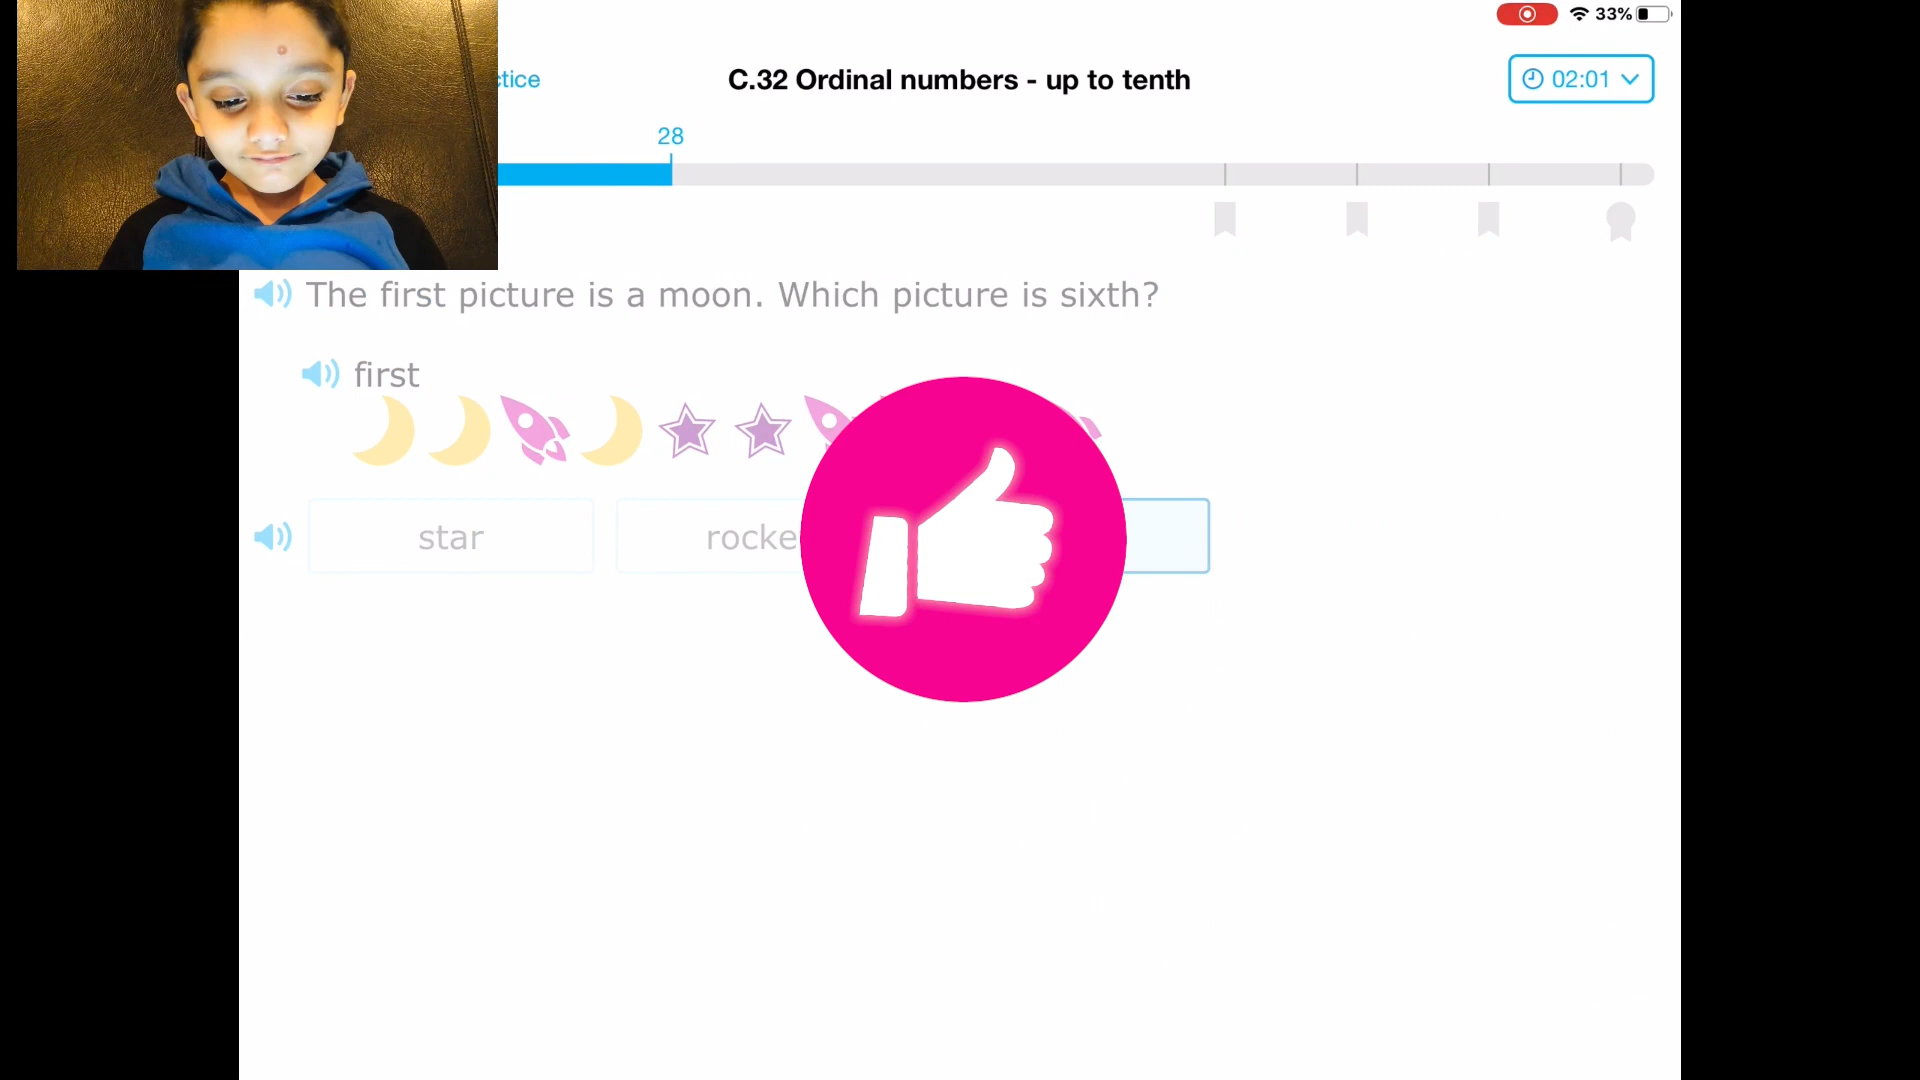 33%
ctice
C.32 Ordinal numbers - up to tenth
02:01
28
The first picture is a moon. Which picture is sixth?
first
star
rocke